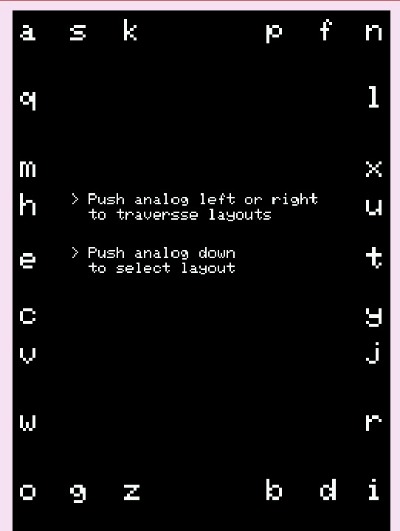 a s k p f n
q l
m x
h u
> Push analog left or right
to traversse layouts
e t
> Push analog down
to select layout
c y
v j
w r
o g z b d i